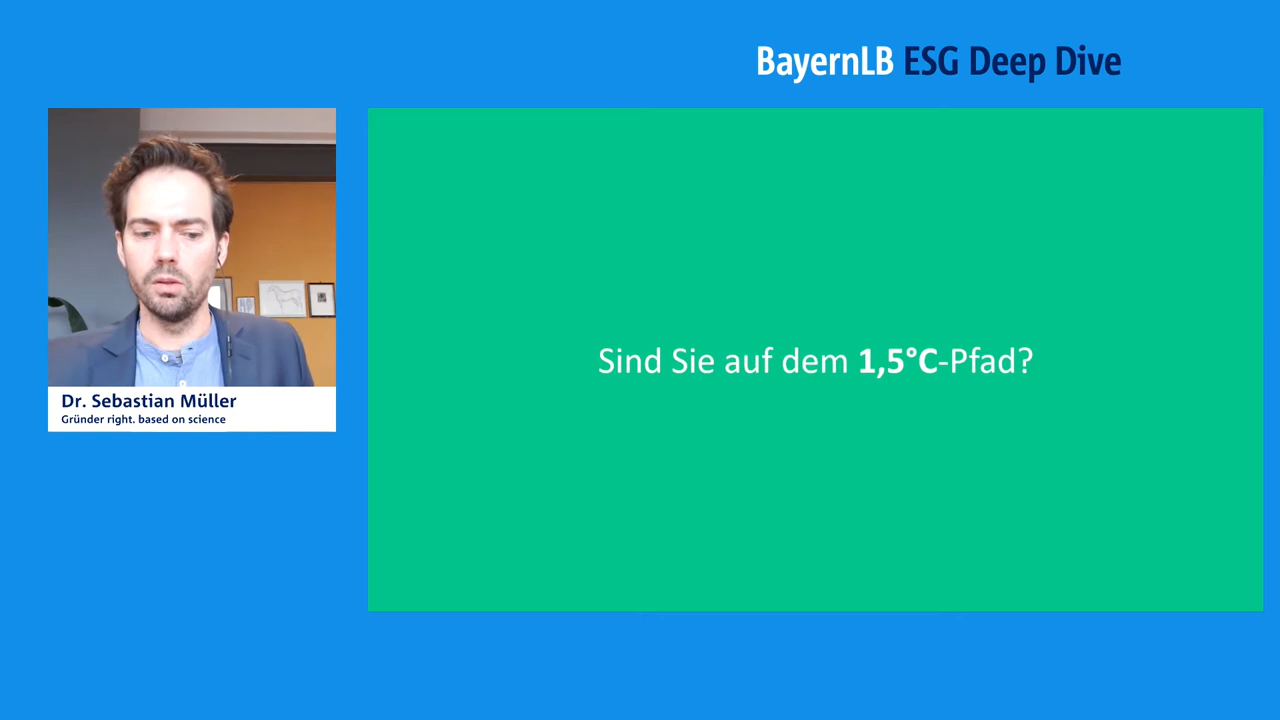 BayernLB ESG Deep Dive
Sind Sie auf dem 1,5°C-Pfad?
Dr. Sebastian Müller
Gründer right. based on science